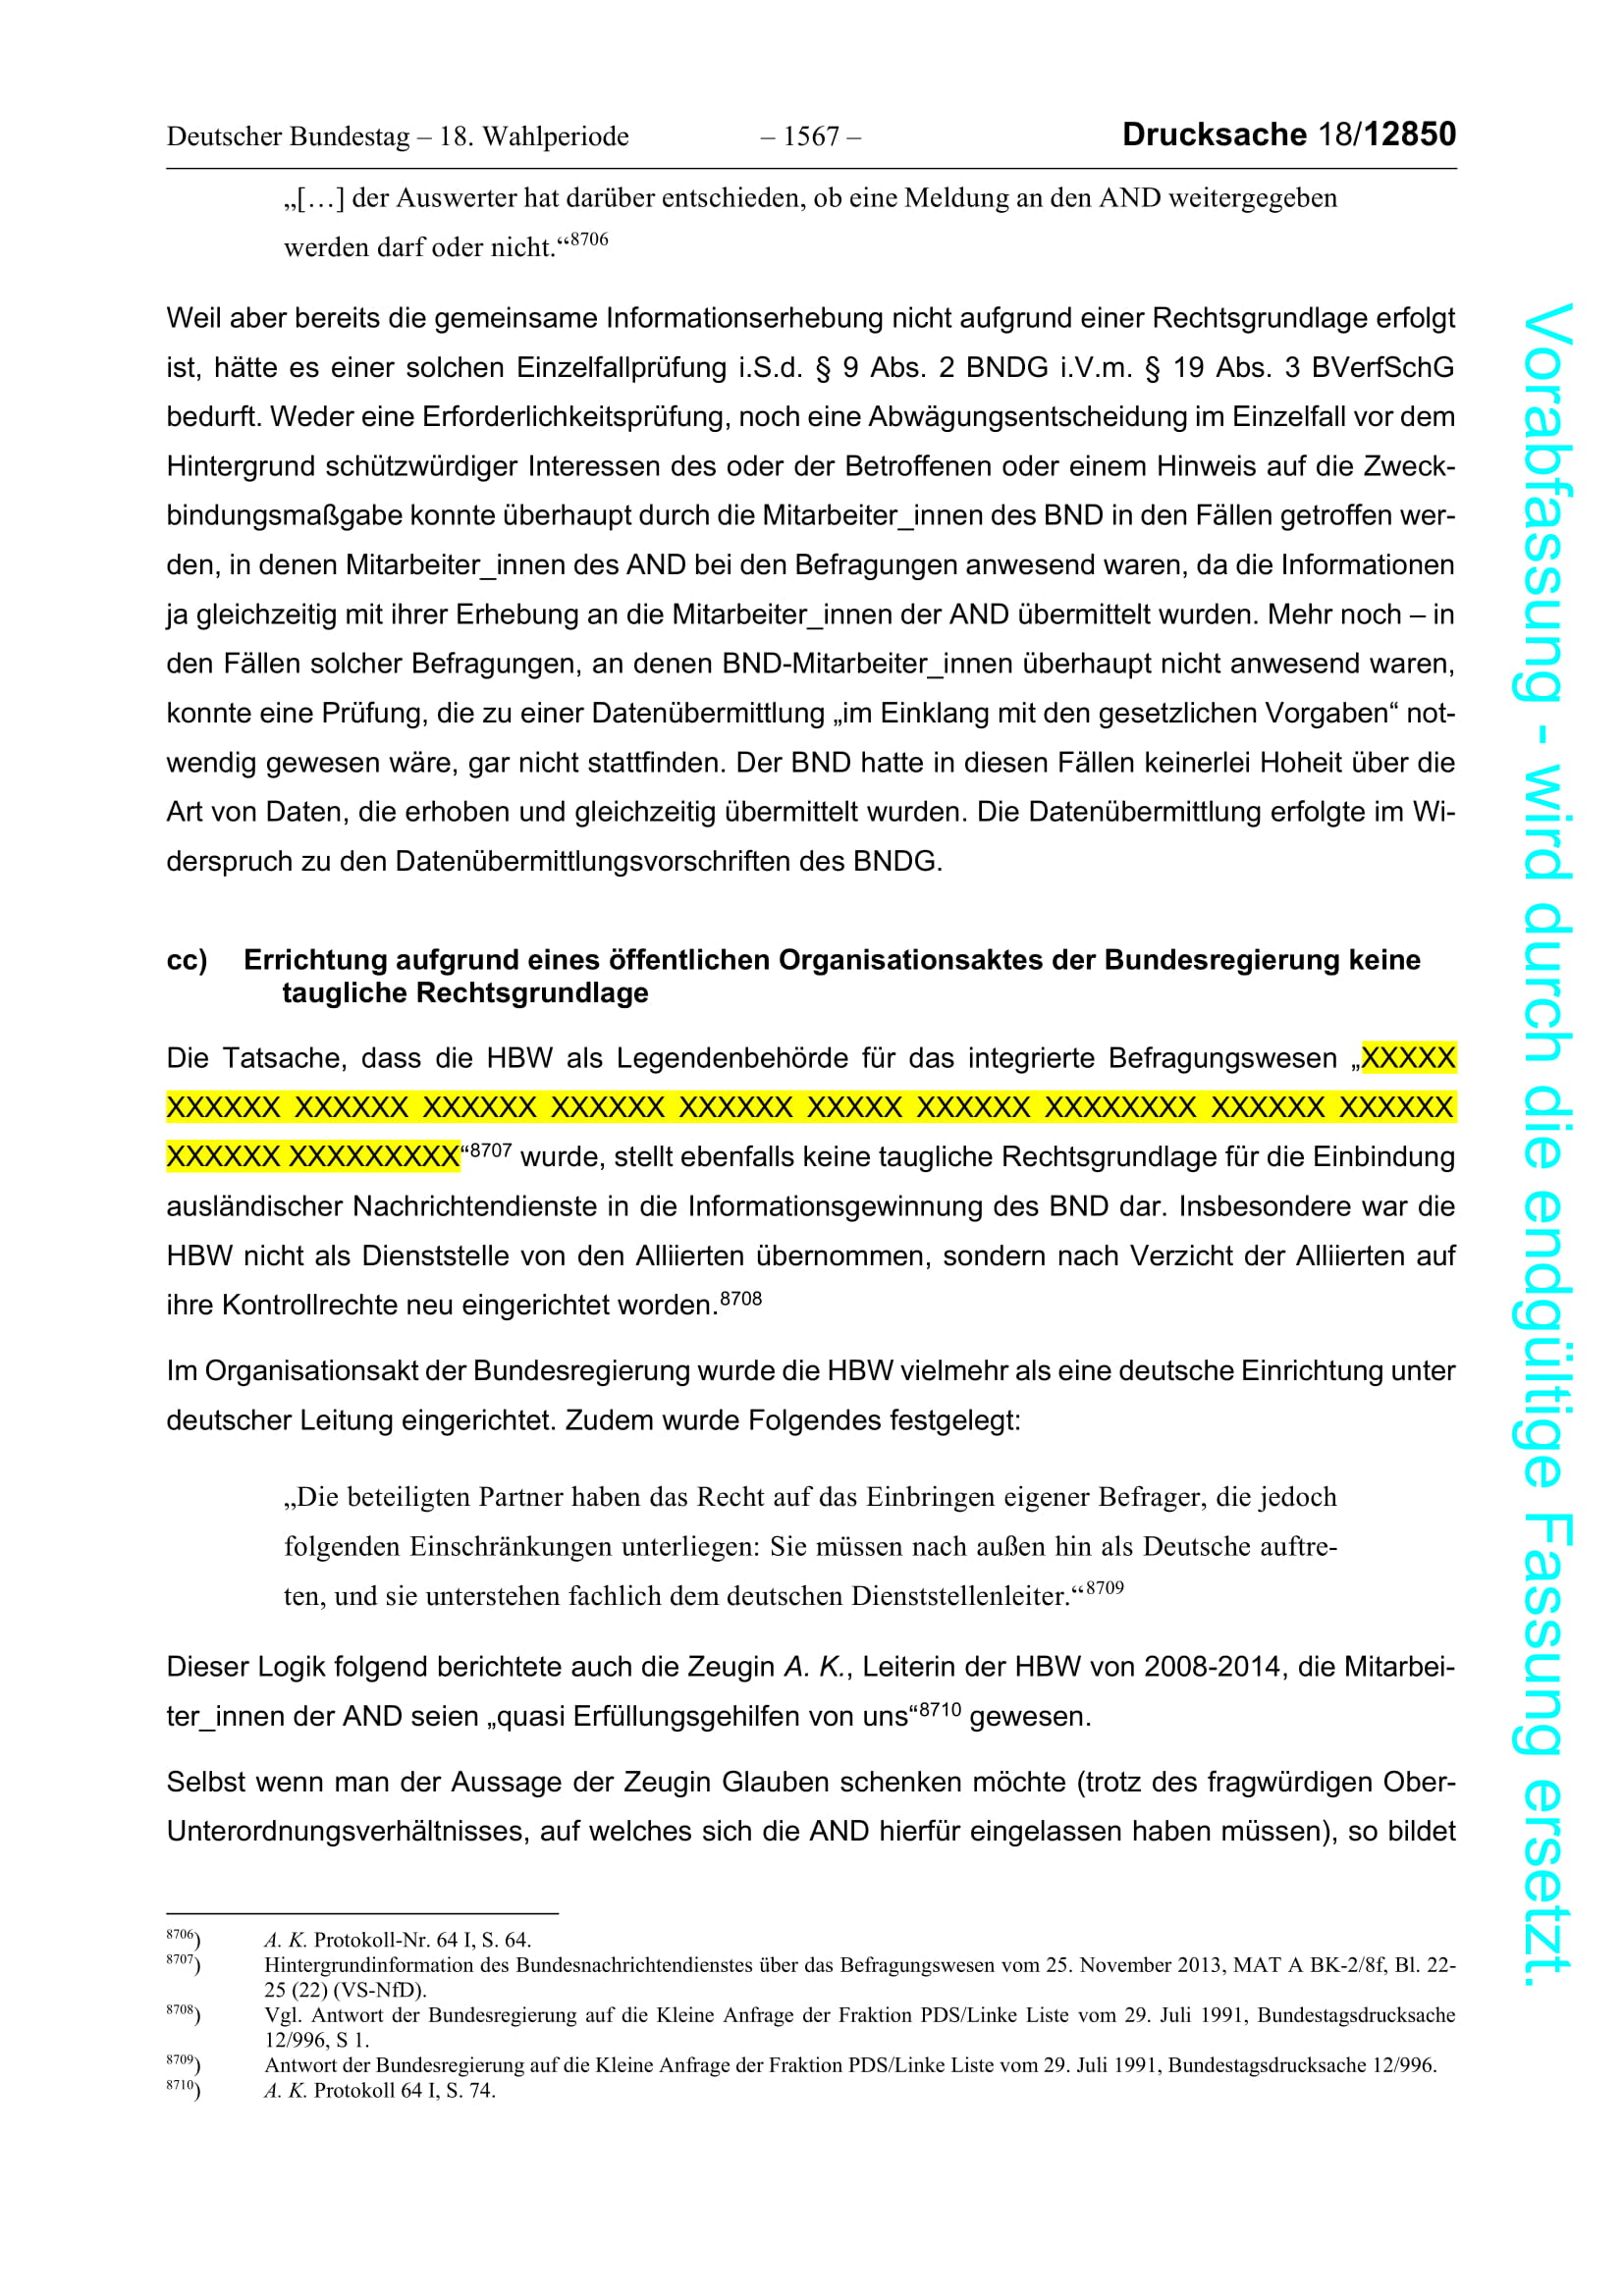 Deutscher Bundestag – 18. Wahlperiode – 1567 – Drucksache 18/12850
„[…] der Auswerter hat darüber entschieden, ob eine Meldung an den AND weitergegeben
werden darf oder nicht.“8706
Weil aber bereits die gemeinsame Informationserhebung nicht aufgrund einer Rechtsgrundlage erfolgt
ist, hätte es einer solchen Einzelfallprüfung i.S.d. § 9 Abs. 2 BNDG i.V.m. § 19 Abs. 3 BVerfSchG
bedurft. Weder eine Erforderlichkeitsprüfung, noch eine Abwägungsentscheidung im Einzelfall vor dem
Hintergrund schützwürdiger Interessen des oder der Betroffenen oder einem Hinweis auf die Zweck-
bindungsmaßgabe konnte überhaupt durch die Mitarbeiter_innen des BND in den Fällen getroffen wer-
den, in denen Mitarbeiter_innen des AND bei den Befragungen anwesend waren, da die Informationen
ja gleichzeitig mit ihrer Erhebung an die Mitarbeiter_innen der AND übermittelt wurden. Mehr noch – in
den Fällen solcher Befragungen, an denen BND-Mitarbeiter_innen überhaupt nicht anwesend waren,
konnte eine Prüfung, die zu einer Datenübermittlung „im Einklang mit den gesetzlichen Vorgaben“ not-
wendig gewesen wäre, gar nicht stattfinden. Der BND hatte in diesen Fällen keinerlei Hoheit über die
Art von Daten, die erhoben und gleichzeitig übermittelt wurden. Die Datenübermittlung erfolgte im Wi-
derspruch zu den Datenübermittlungsvorschriften des BNDG.
cc) Errichtung aufgrund eines öffentlichen Organisationsaktes der Bundesregierung keine
taugliche Rechtsgrundlage
Die Tatsache, dass die HBW als Legendenbehörde für das integrierte Befragungswesen „XXXXX
XXXXXX XXXXXX XXXXXX XXXXXX XXXXXX XXXXX XXXXXX XXXXXXXX XXXXXX XXXXXX
XXXXXX XXXXXXXXX“8707 wurde, stellt ebenfalls keine taugliche Rechtsgrundlage für die Einbindung
ausländischer Nachrichtendienste in die Informationsgewinnung des BND dar. Insbesondere war die
HBW nicht als Dienststelle von den Alliierten übernommen, sondern nach Verzicht der Alliierten auf
ihre Kontrollrechte neu eingerichtet worden.8708
Im Organisationsakt der Bundesregierung wurde die HBW vielmehr als eine deutsche Einrichtung unter
deutscher Leitung eingerichtet. Zudem wurde Folgendes festgelegt:
„Die beteiligten Partner haben das Recht auf das Einbringen eigener Befrager, die jedoch
folgenden Einschränkungen unterliegen: Sie müssen nach außen hin als Deutsche auftre-
ten, und sie unterstehen fachlich dem deutschen Dienststellenleiter.“8709
Dieser Logik folgend berichtete auch die Zeugin A. K., Leiterin der HBW von 2008-2014, die Mitarbei-
ter_innen der AND seien „quasi Erfüllungsgehilfen von uns“8710 gewesen.
Selbst wenn man der Aussage der Zeugin Glauben schenken möchte (trotz des fragwürdigen Ober-
Unterordnungsverhältnisses, auf welches sich die AND hierfür eingelassen haben müssen), so bildet
8706) A. K. Protokoll-Nr. 64 I, S. 64.
8707) Hintergrundinformation des Bundesnachrichtendienstes über das Befragungswesen vom 25. November 2013, MAT A BK-2/8f, Bl. 22-
25 (22) (VS-NfD).
8708) Vgl. Antwort der Bundesregierung auf die Kleine Anfrage der Fraktion PDS/Linke Liste vom 29. Juli 1991, Bundestagsdrucksache
12/996, S 1.
8709) Antwort der Bundesregierung auf die Kleine Anfrage der Fraktion PDS/Linke Liste vom 29. Juli 1991, Bundestagsdrucksache 12/996.
8710) A. K. Protokoll 64 I, S. 74.
Vorabfassung - wird durch die endgültige Fassung ersetzt.